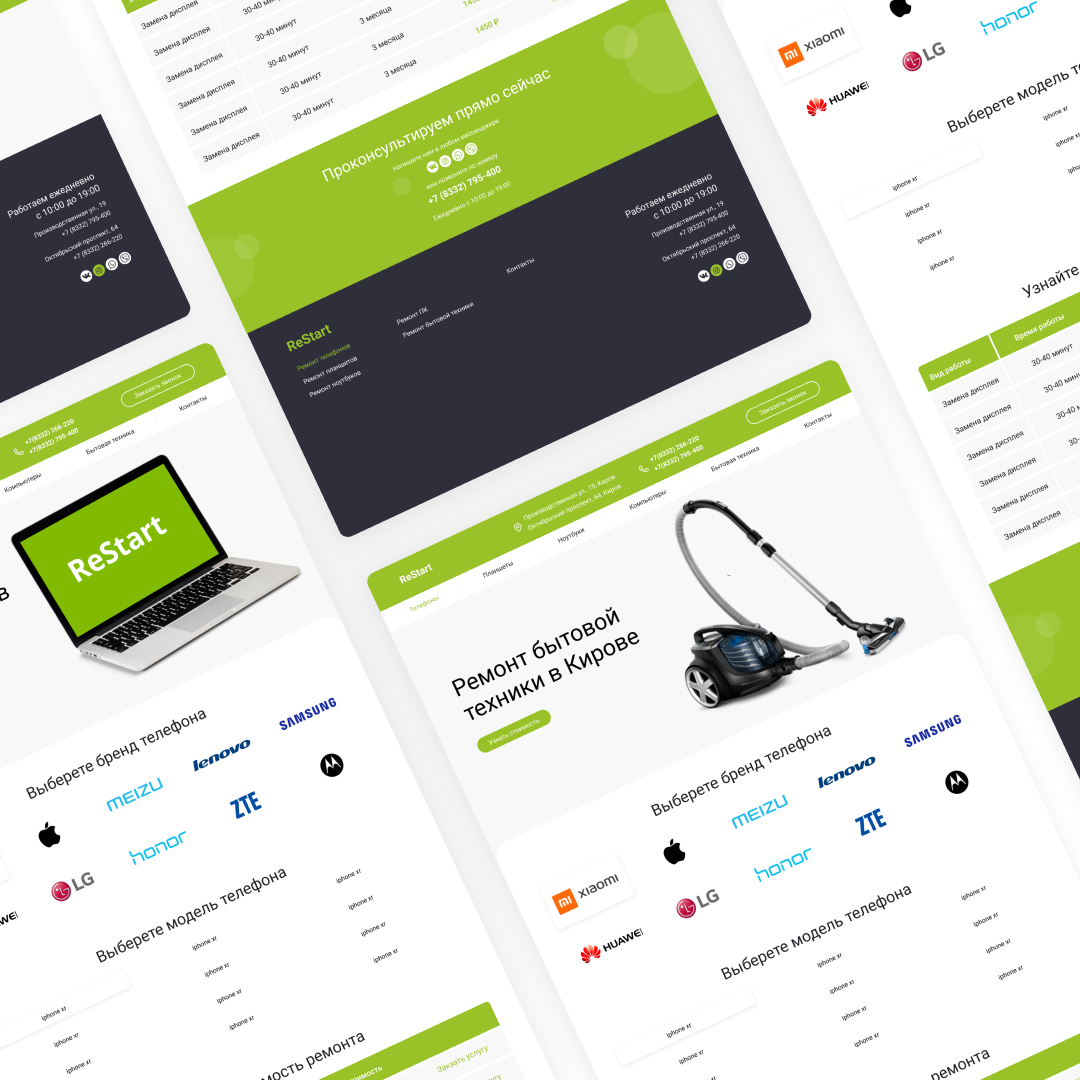 Замена дисплея
30-40 минут
3 месяца
Замена дисплея
30-40 минут
3 месяца
1450 ₽
Замена дисплея
30-40 минут
3 месяца
Замена дисплея
30-40 минут
Замена дисплея
30-40 минут
Замена дисплея
Проконсультируем прямо сейчас
Напишите нам в любом мессенджере
или позвоните по номеру
+7 (8332) 795-400
Ежедневно с 10:00 до 19:00
ReStart
Ремонт телефонов
Ремонт планшетов
Ремонт ноутбуков
Ремонт ПК
Ремонт бытовой техники
Контакты
Работаем ежедневно
с 10:00 до 19:00
Производственная ул, 19
+7 (8332) 795-400
Октябрьский проспект, 64
+7 (8332) 266-220
Работаем ежедневно
с 10:00 до 19:00
Производственная ул, 19
+7 (8332) 795-400
Октябрьский проспект, 64
+7 (8332) 266-220
+7(8332) 266-220
+7(8332) 795-400
Заказать звонок
Компьютеры
Бытовая техника
Контакты
в
ReStart
Выберете бренд телефона
MEIZU
lenovo
SAMSUNG
honor
ZTE
LG
HUAWEI
Выберете модель телефона
iphone xr
iphone xr
iphone xr
iphone xr
iphone xr
iphone xr
iphone xr
iphone xr
iphone xr
iphone xr
iphone xr
мость ремонта
Заказать услугу
ReStart
Производственная ул, 19, Киров
Октябрьский проспект, 64, Киров
+7(8332) 266-220
+7(8332) 795-400
Заказать звонок
Телефоны
Планшеты
Ноутбуки
Компьютеры
Бытовая техника
Контакты
Ремонт бытовой
техники в Кирове
Узнать стоимость
Выберете бренд телефона
mi xiaomi
MEIZU
lenovo
SAMSUNG
HUAWEI
LG
honor
ZTE
Выберете модель телефона
iphone xr
iphone xr
iphone xr
iphone xr
iphone xr
iphone xr
iphone xr
iphone xr
iphone xr
iphone xr
ремонта
mi xiaomi
HUAWEI
LG
honor
Выберете модель те
iphone xr
iphone xr
iphone xr
iphone xr
iphone xr
Узнайте
Вид работы
Время работы
Замена дисплея
30-40 минут
Замена дисплея
Замена дисплея
Замена дисплея
Замена дисплея
Замена дисплея